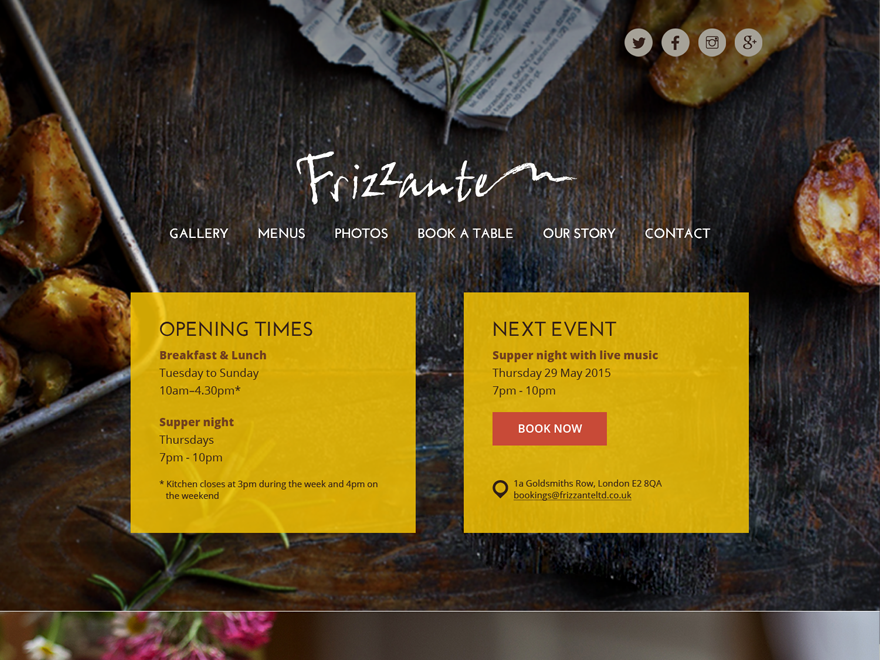 Frizzante
GALLERY MENUS PHOTOS BOOK A TABLE OUR STORY CONTACT
OPENING TIMES
Breakfast & Lunch
Tuesday to Sunday
10am–4.30pm*
Supper night
Thursdays
7pm - 10pm
* Kitchen closes at 3pm during the week and 4pm on
the weekend
NEXT EVENT
Supper night with live music
Thursday 29 May 2015
7pm - 10pm
BOOK NOW
1a Goldsmiths Row, London E2 8QA
bookings@frizzanteltd.co.uk